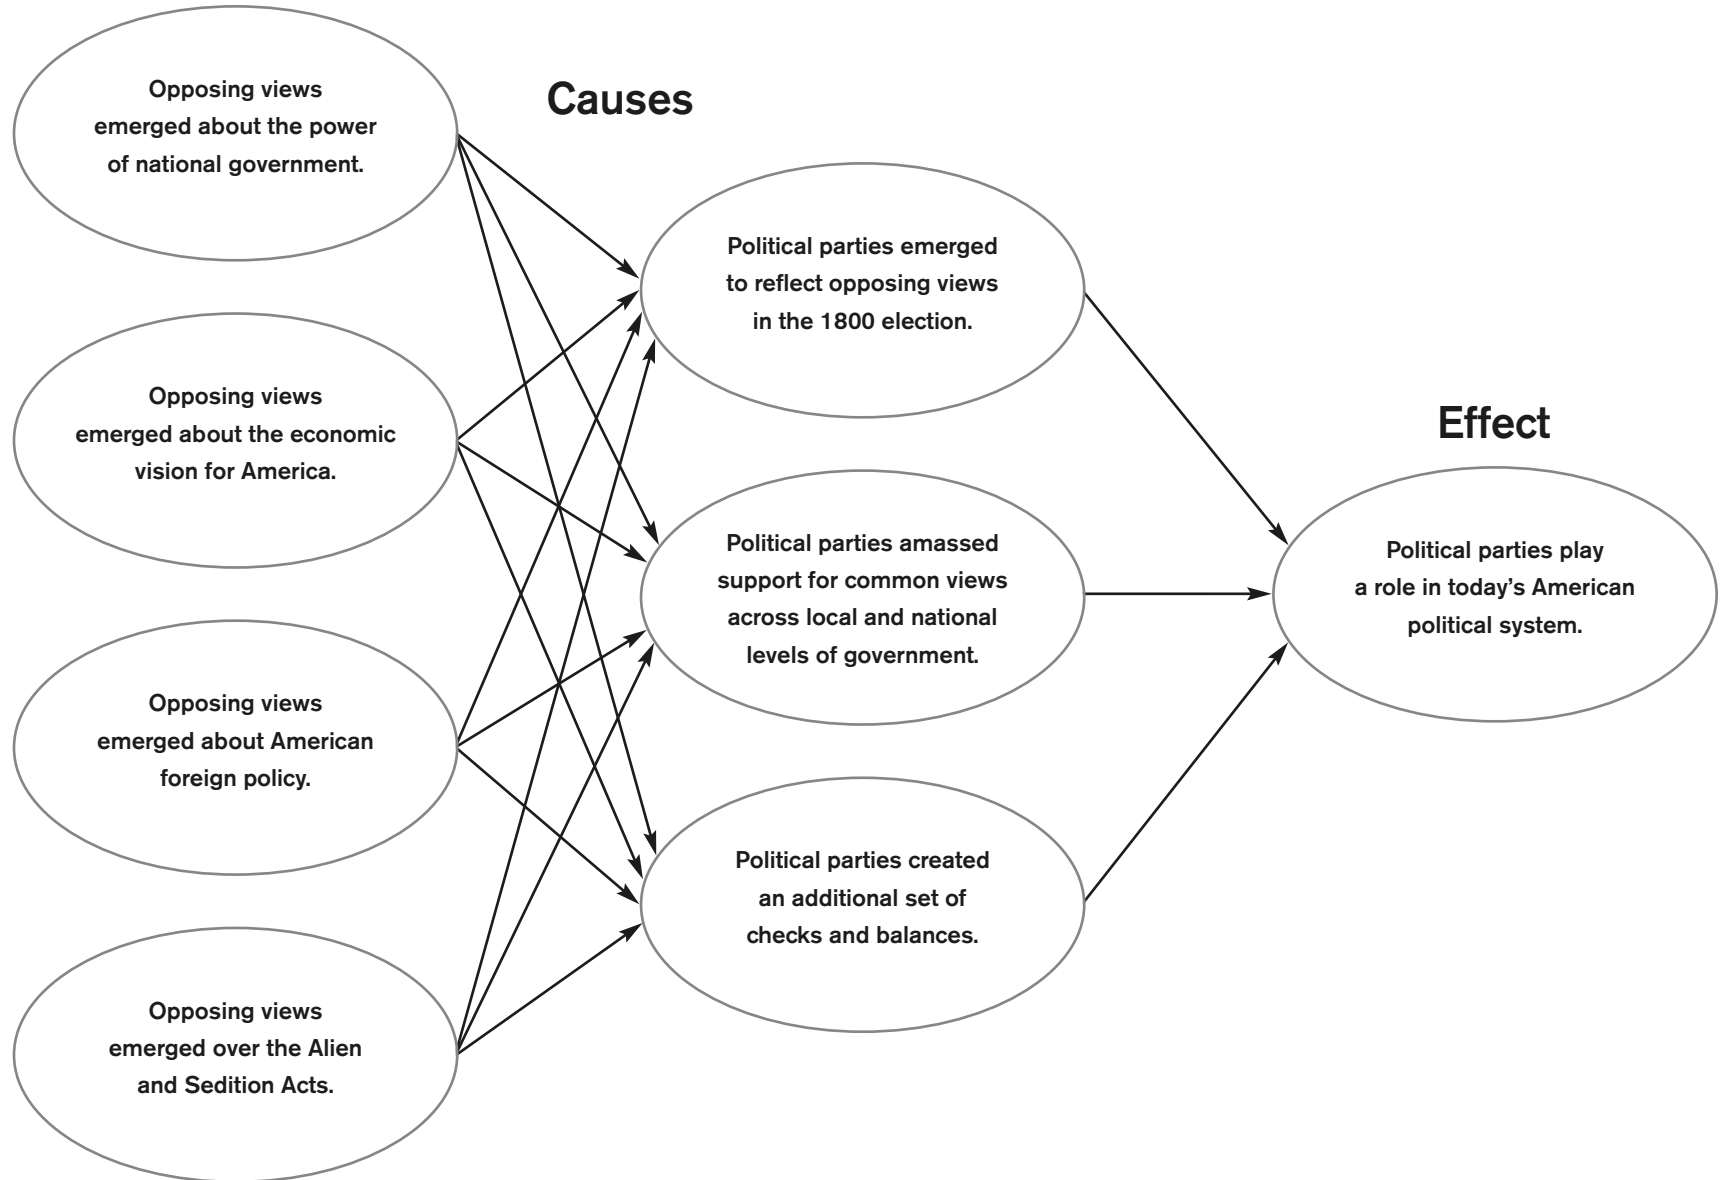 Causes
Opposing views
emerged about the power
of national government.
Opposing views
emerged about the economic
vision for America.
Opposing views
emerged about American
foreign policy.
Opposing views
emerged over the Alien
and Sedition Acts.
Political parties emerged
to reflect opposing views
in the 1800 election.
Political parties amassed
support for common views
across local and national
levels of government.
Political parties created
an additional set of
checks and balances.
Effect
Political parties play
a role in today’s American
political system.